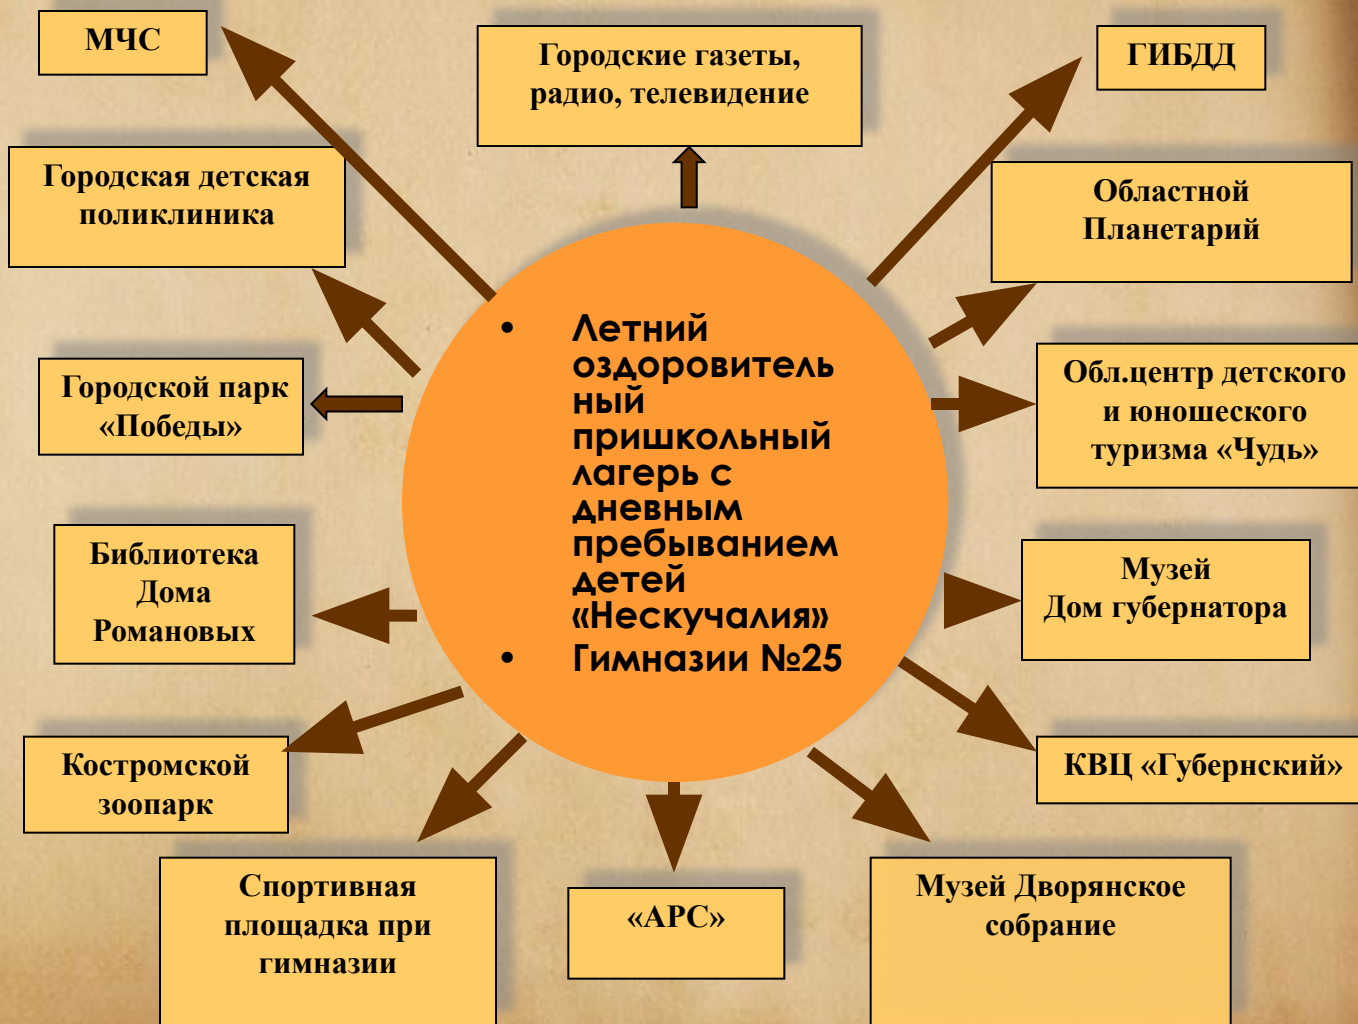 МЧС
Городские газеты,
радио, телевидение
ГИБДД
Городская детская
поликлиника
Областной
Планетарий
Городской парк
«Победы»
Обл.центр детского
и юношеского
туризма «Чудь»
• Летний
оздоровитель
ный
пришкольный
лагерь с
дневным
пребыванием
детей
«Нескучалия»
• Гимназии №25
Библиотека
Дома
Романовых
Музей
Дом губернатора
Костромской
зоопарк
КВЦ «Губернский»
Спортивная
площадка при
гимназии
«АРС»
Музей Дворянское
собрание